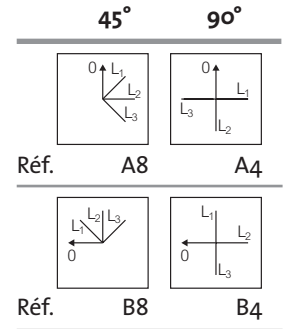 45° 90°
0 L₁ 0
L₂ L₁
L₃ L₃
L₂
Réf. A8 A4
L₂ L₃ L₁
L₁ L₂
0 0
L₃
Réf. B8 B4